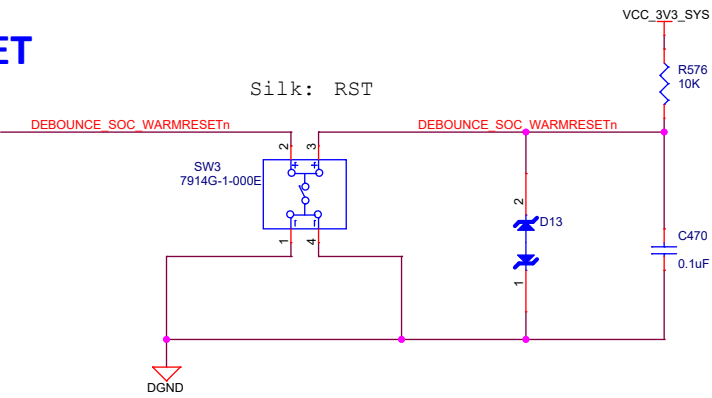 VCC_3V3_SYS
ET
R576
10K
Silk: RST
DEBOUNCE_SOC_WARMRESETn
DEBOUNCE_SOC_WARMRESETn
2
3
SW3
7914G-1-000E
2
D13
C470
0.1uF
1
4
1
DGND